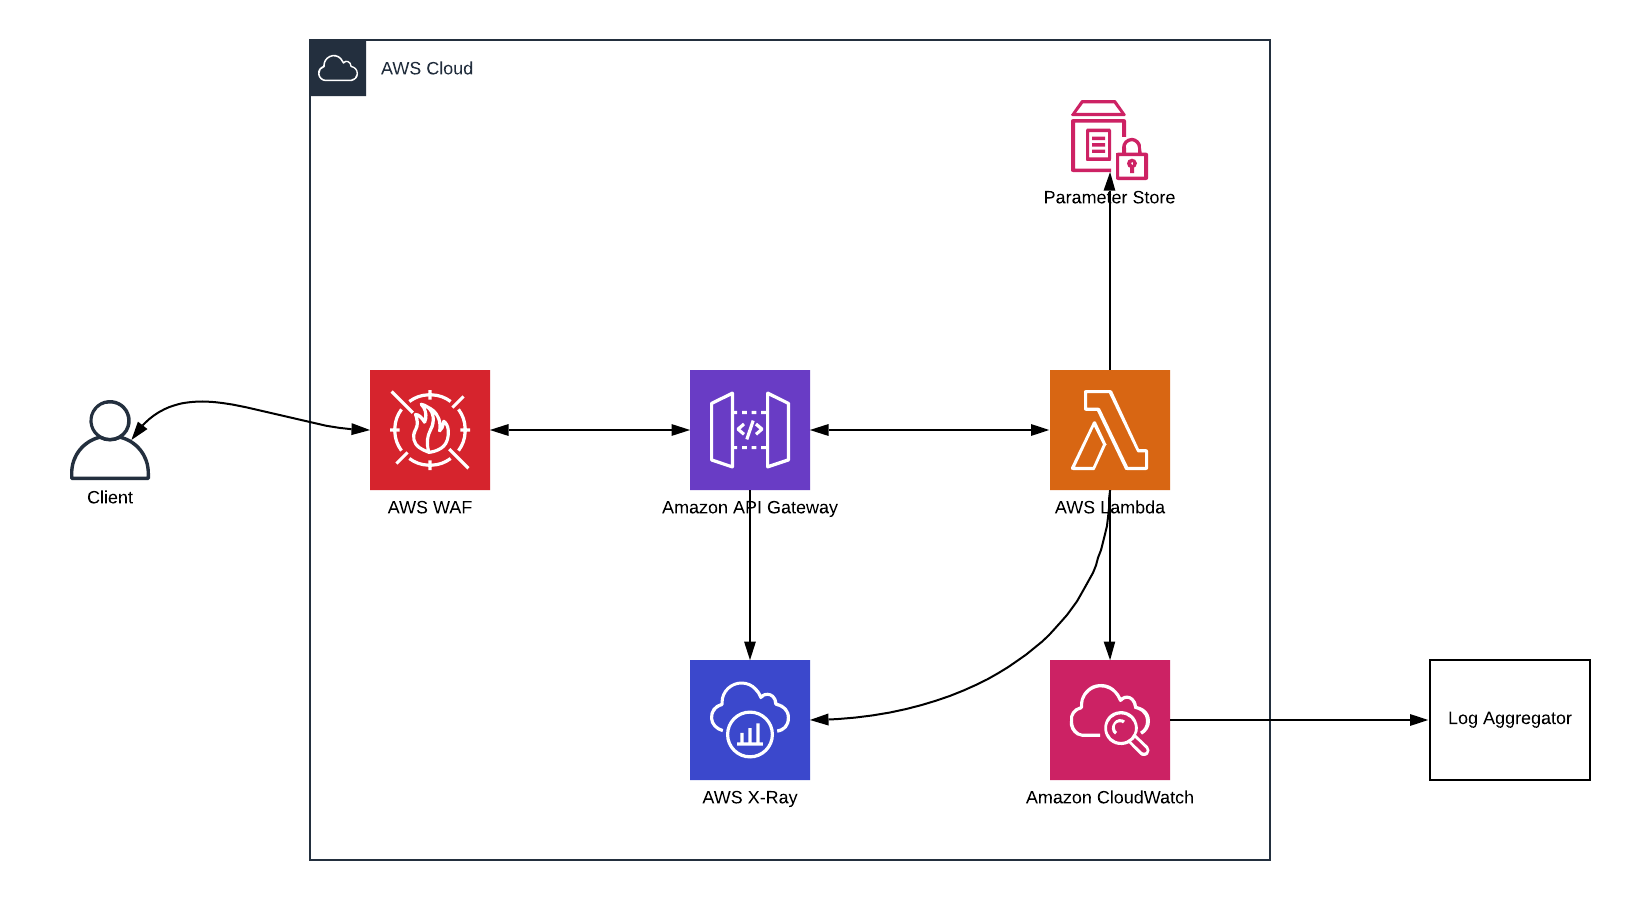 AWS Cloud
Parameter Store
Client
AWS WAF
Amazon API Gateway
AWS Lambda
AWS X-Ray
Amazon CloudWatch
Log Aggregator